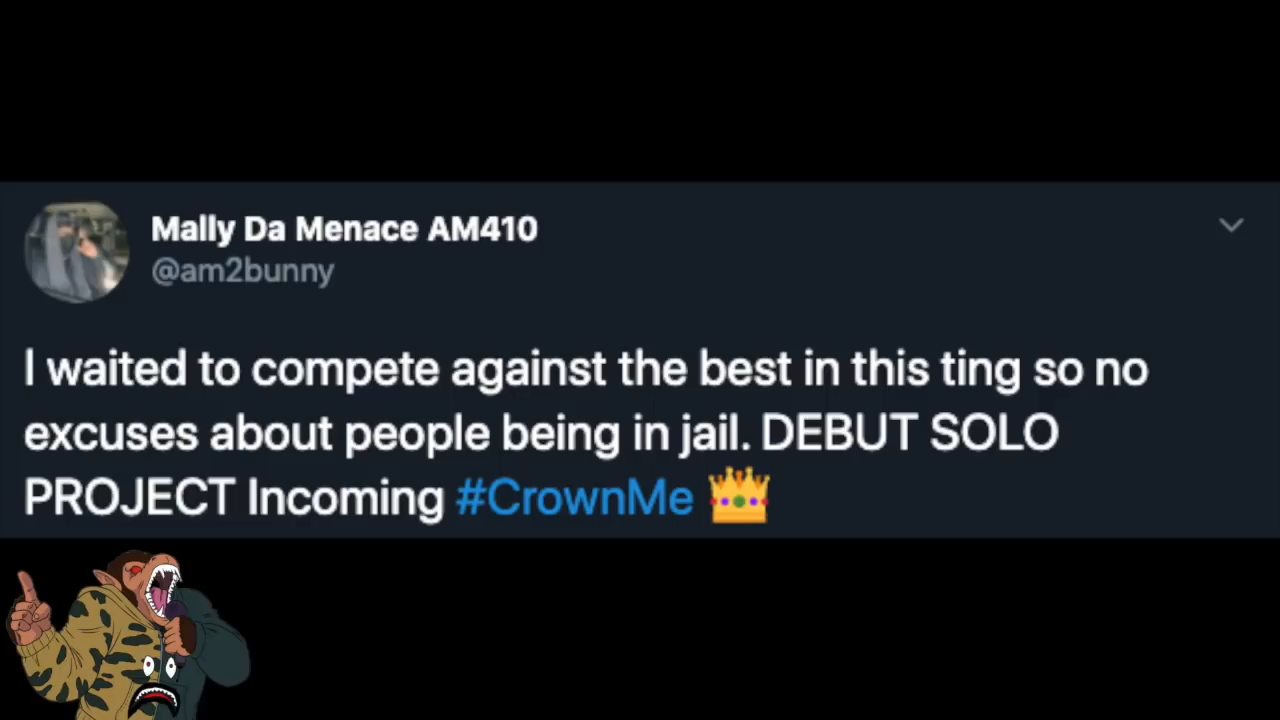 Mally Da Menace AM410
@am2bunny
I waited to compete against the best in this ting so no
excuses about people being in jail. DEBUT SOLO
PROJECT Incoming #CrownMe 👑